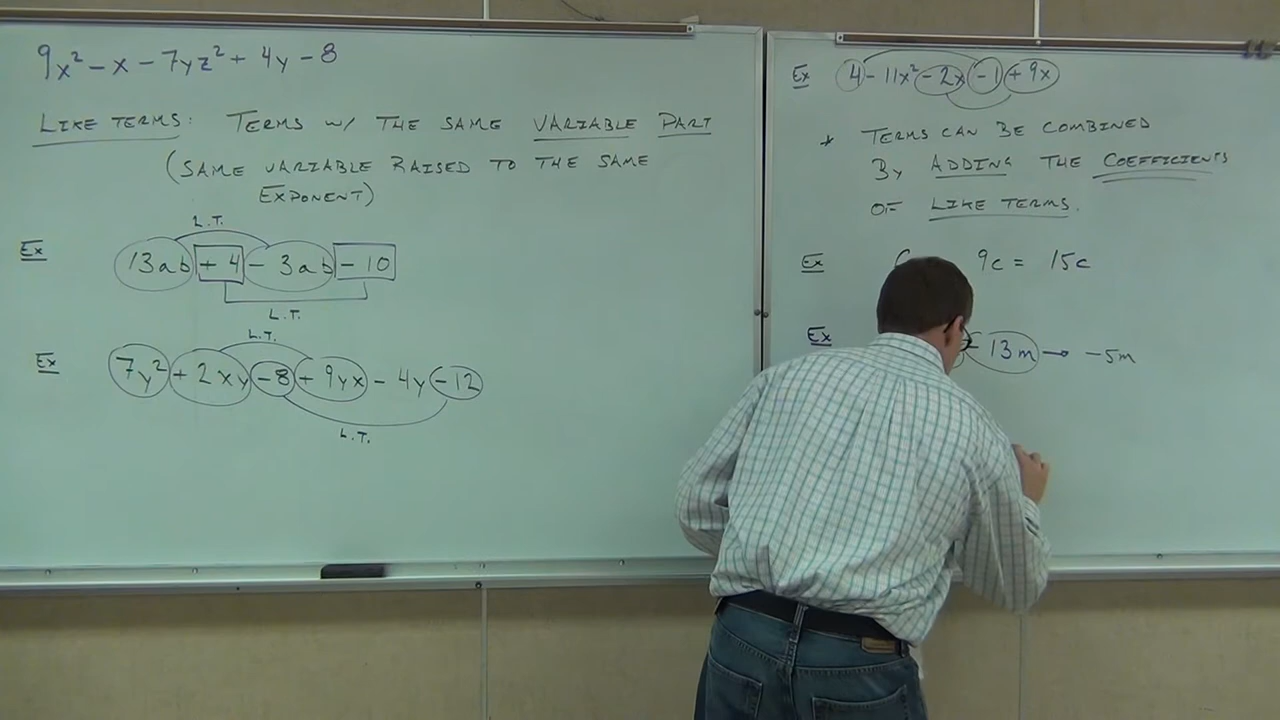 9x² - x - 7yz² + 4y - 8
LIKE TERMS: TERMS W/ THE SAME VARIABLE PART
(SAME VARIABLE RAISED TO THE SAME
EXPONENT)
L.T.
Ex 13ab + 4 - 3ab - 10
L.T.
L.T.
Ex 7y² + 2xy - 8 + 9yx - 4y - 12
L.T.
Ex 4 - 11x² - 2x - 1 + 9x
* TERMS CAN BE COMBINED
BY ADDING THE COEFFICIENTS
OF LIKE TERMS.
Ex 9c = 15c
Ex - 13m → -5m